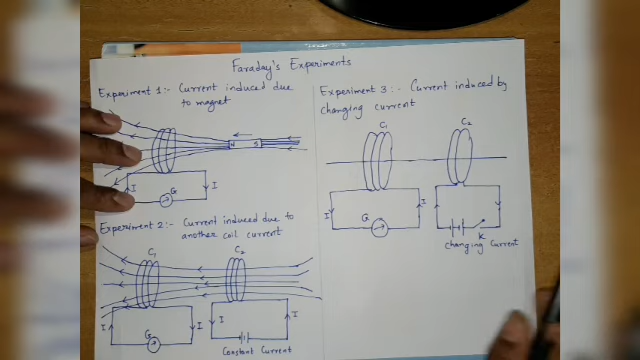 Faraday's Experiments
Experiment 1:- Current induced due
to magnet
N S
I G I
Experiment 2:- Current induced due to
another coil current
C1 C2
I G I I I
Constant Current
Experiment 3:- Current induced by
changing current
C1 C2
I G I
K
Changing Current